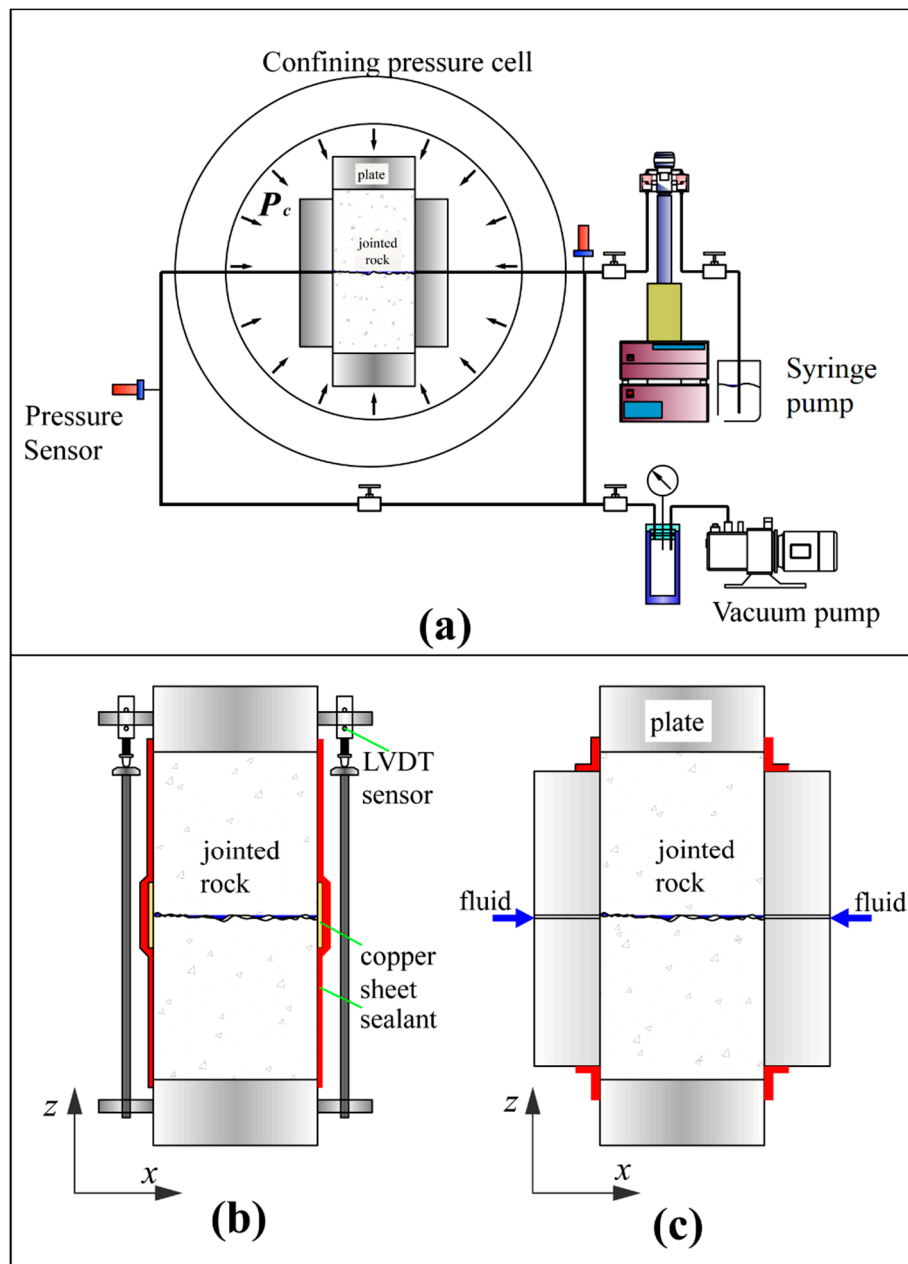 Confining pressure cell
plate
Pc
jointed
rock
Syringe
pump
Pressure
Sensor
Vacuum pump
(a)
LVDT
sensor
jointed
rock
copper
sheet
sealant
z
x
(b)
plate
jointed
rock
fluid
fluid
z
x
(c)